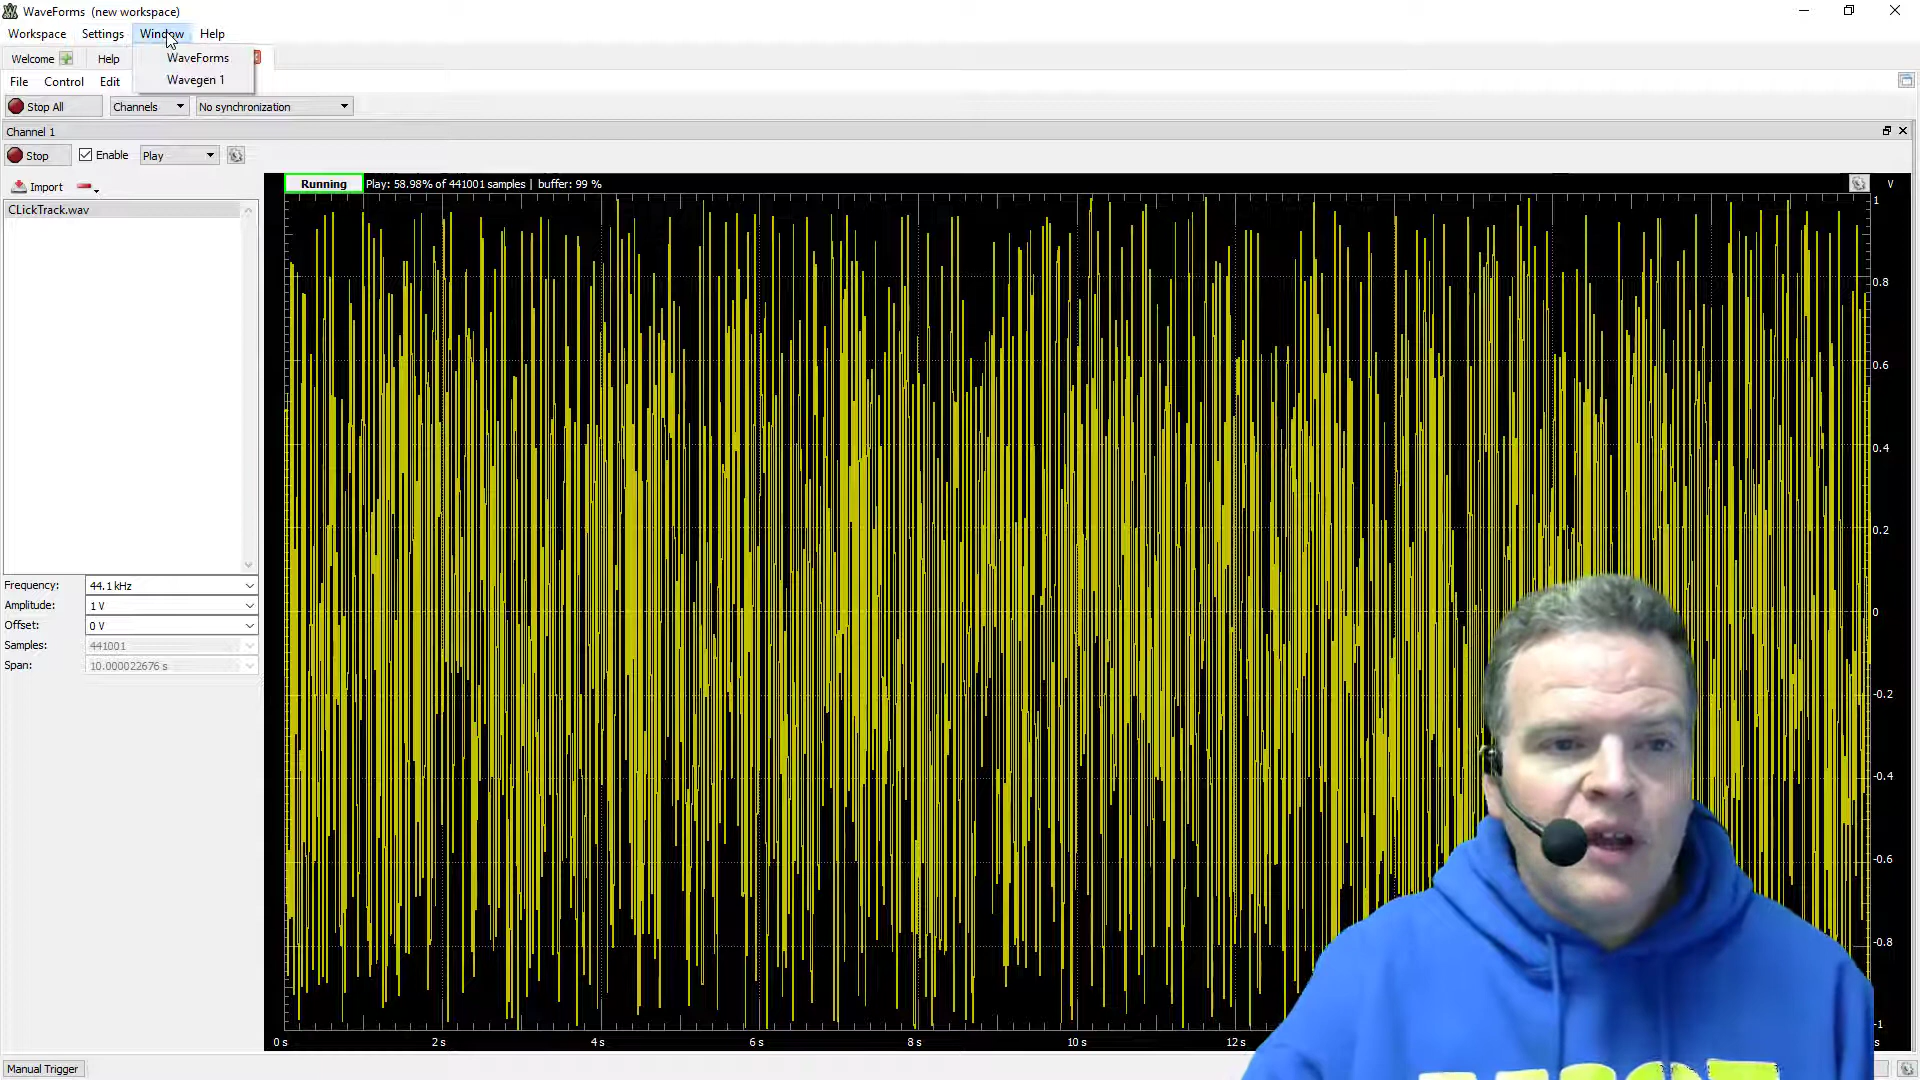 WaveForms (new workspace)
Workspace Settings Window Help
Welcome Help
WaveForms
Wavegen 1
File Control Edit
Stop All Channels No synchronization
Channel 1
Stop Enable Play
Import
Running Play: 58.98% of 441001 samples | buffer: 99 % V
CLickTrack.wav
1
0.8
0.6
0.4
0.2
0
-0.2
-0.4
-0.6
-0.8
-1
Frequency: 44.1 kHz
Amplitude: 1 V
Offset: 0 V
Samples: 441001
Span: 10.000022676 s
0 s 2 s 4 s 6 s 8 s 10 s 12 s s
Manual Trigger